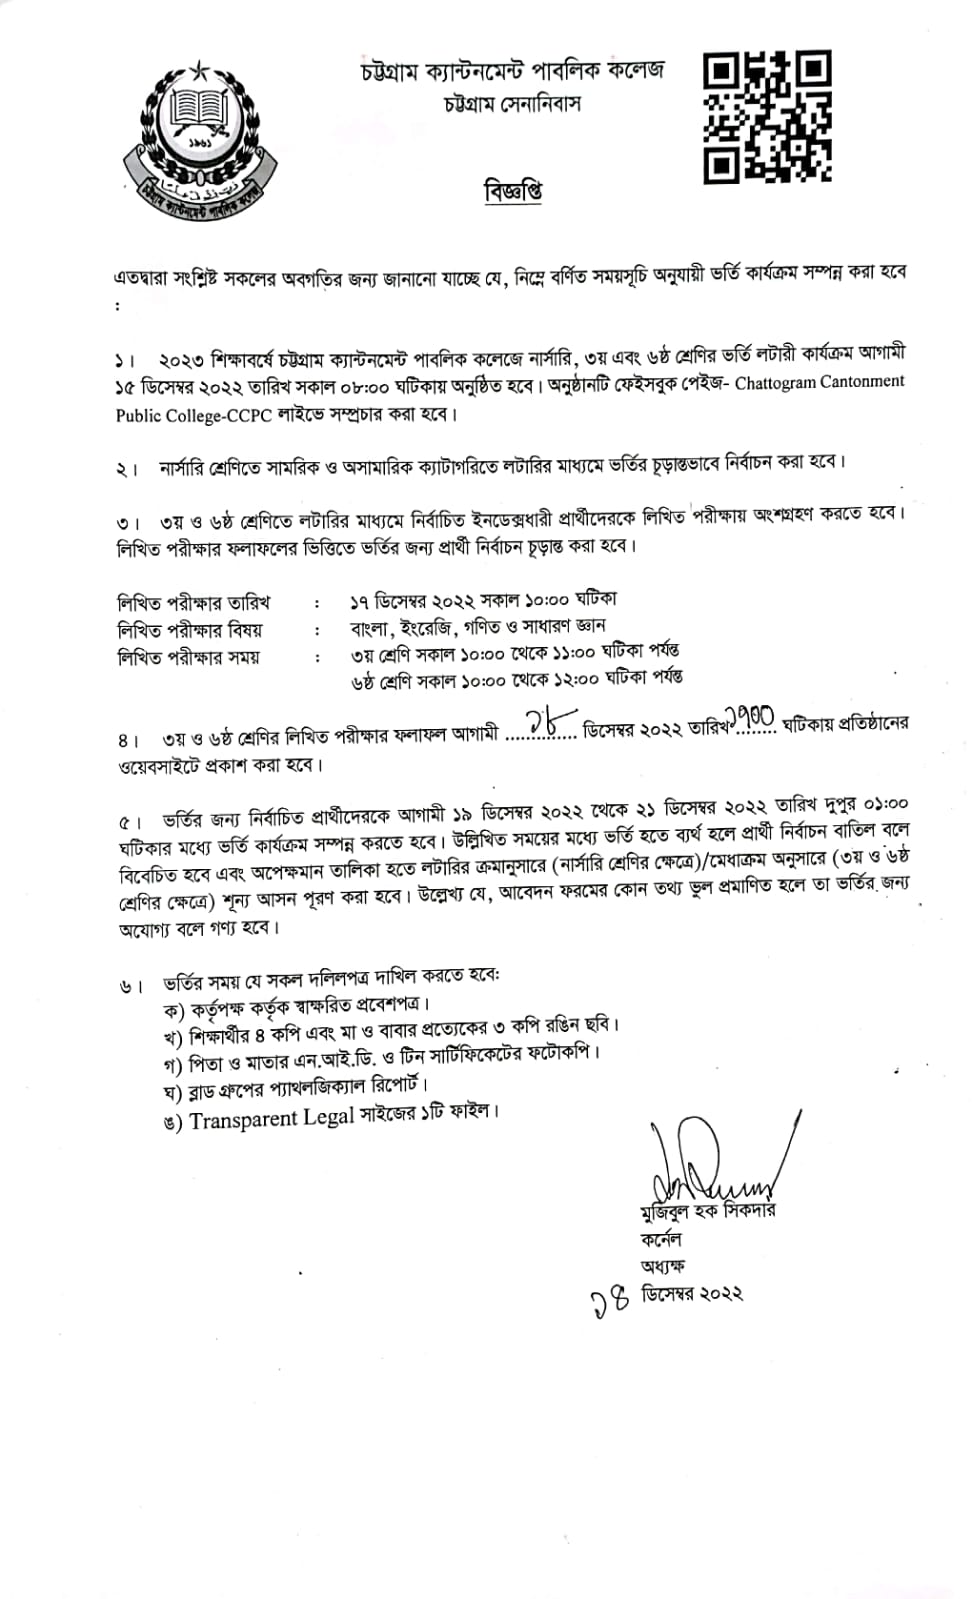 চট্টগ্রাম ক্যান্টনমেন্ট পাবলিক কলেজ
চট্টগ্রাম সেনানিবাস
১৯৬১
চট্টগ্রাম ক্যান্টনমেন্ট পাবলিক কলেজ
বিজ্ঞপ্তি
এতদ্বারা সংশ্লিষ্ট সকলের অবগতির জন্য জানানো যাচ্ছে যে, নিম্নে বর্ণিত সময়সূচি অনুযায়ী ভর্তি কার্যক্রম সম্পন্ন করা হবে
:
১। ২০২৩ শিক্ষাবর্ষে চট্টগ্রাম ক্যান্টনমেন্ট পাবলিক কলেজে নার্সারি, ৩য় এবং ৬ষ্ঠ শ্রেণির ভর্তি লটারী কার্যক্রম আগামী
১৫ ডিসেম্বর ২০২২ তারিখ সকাল ০৮:০০ ঘটিকায় অনুষ্ঠিত হবে। অনুষ্ঠানটি ফেইসবুক পেইজ- Chattogram Cantonment
Public College-CCPC লাইভে সম্প্রচার করা হবে।
২। নার্সারি শ্রেণিতে সামরিক ও অসামারিক ক্যাটাগরিতে লটারির মাধ্যমে ভর্তির চূড়ান্তভাবে নির্বাচন করা হবে।
৩। ৩য় ও ৬ষ্ঠ শ্রেণিতে লটারির মাধ্যমে নির্বাচিত ইনডেক্সধারী প্রার্থীদেরকে লিখিত পরীক্ষায় অংশগ্রহণ করতে হবে।
লিখিত পরীক্ষার ফলাফলের ভিত্তিতে ভর্তির জন্য প্রার্থী নির্বাচন চূড়ান্ত করা হবে।
লিখিত পরীক্ষার তারিখ : ১৭ ডিসেম্বর ২০২২ সকাল ১০:০০ ঘটিকা
লিখিত পরীক্ষার বিষয় : বাংলা, ইংরেজি, গণিত ও সাধারণ জ্ঞান
লিখিত পরীক্ষার সময় : ৩য় শ্রেণি সকাল ১০:০০ থেকে ১১:০০ ঘটিকা পর্যন্ত
৬ষ্ঠ শ্রেণি সকাল ১০:০০ থেকে ১২:০০ ঘটিকা পর্যন্ত
৪। ৩য় ও ৬ষ্ঠ শ্রেণির লিখিত পরীক্ষার ফলাফল আগামী ...১৮... ডিসেম্বর ২০২২ তারিখ ১৭০০ ঘটিকায় প্রতিষ্ঠানের
ওয়েবসাইটে প্রকাশ করা হবে।
৫। ভর্তির জন্য নির্বাচিত প্রার্থীদেরকে আগামী ১৯ ডিসেম্বর ২০২২ থেকে ২১ ডিসেম্বর ২০২২ তারিখ দুপুর ০১:০০
ঘটিকার মধ্যে ভর্তি কার্যক্রম সম্পন্ন করতে হবে। উল্লিখিত সময়ের মধ্যে ভর্তি হতে ব্যর্থ হলে প্রার্থী নির্বাচন বাতিল বলে
বিবেচিত হবে এবং অপেক্ষমান তালিকা হতে লটারির ক্রমানুসারে (নার্সারি শ্রেণির ক্ষেত্রে)/মেধাক্রম অনুসারে (৩য় ও ৬ষ্ঠ
শ্রেণির ক্ষেত্রে) শূন্য আসন পূরণ করা হবে। উল্লেখ্য যে, আবেদন ফরমের কোন তথ্য ভুল প্রমাণিত হলে তা ভর্তির জন্য
অযোগ্য বলে গণ্য হবে।
৬। ভর্তির সময় যে সকল দলিলপত্র দাখিল করতে হবে:
ক) কর্তৃপক্ষ কর্তৃক স্বাক্ষরিত প্রবেশপত্র।
খ) শিক্ষার্থীর ৪ কপি এবং মা ও বাবার প্রত্যেকের ৩ কপি রঙিন ছবি।
গ) পিতা ও মাতার এন.আই.ডি. ও টিন সার্টিফিকেটের ফটোকপি।
ঘ) ব্লাড গ্রুপের প্যাথলজিক্যাল রিপোর্ট।
ঙ) Transparent Legal সাইজের ১টি ফাইল।
মুজিবুল হক সিকদার
কর্নেল
অধ্যক্ষ
১৪ ডিসেম্বর ২০২২